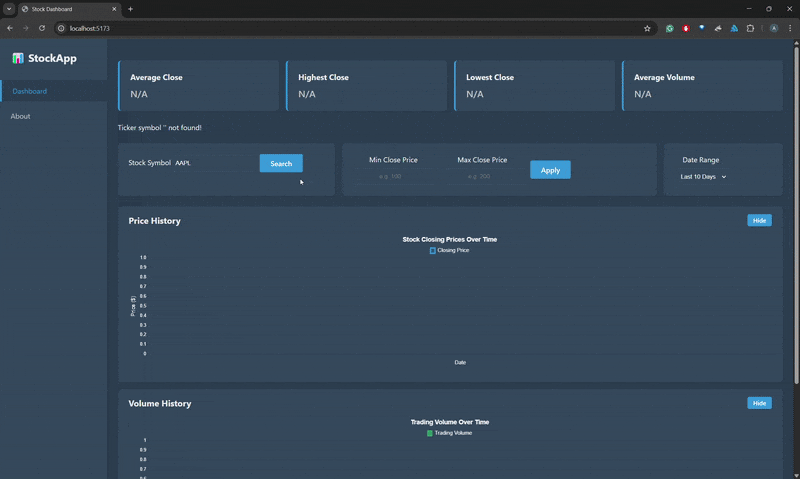 Stock Dashboard
localhost:5173
StockApp
Dashboard
About
Average Close
N/A
Highest Close
N/A
Lowest Close
N/A
Average Volume
N/A
Ticker symbol '' not found!
Stock Symbol AAPL
Search
Min Close Price
e.g. 150
Max Close Price
e.g. 200
Apply
Date Range
Last 10 Days
Price History
Hide
Stock Closing Prices Over Time
Closing Price
1.0
0.9
0.8
0.7
0.6
0.5
0.4
0.3
0.2
0.1
0
Price ($)
Date
Volume History
Hide
Trading Volume Over Time
Trading Volume
1
0.9
0.8
0.7
0.6